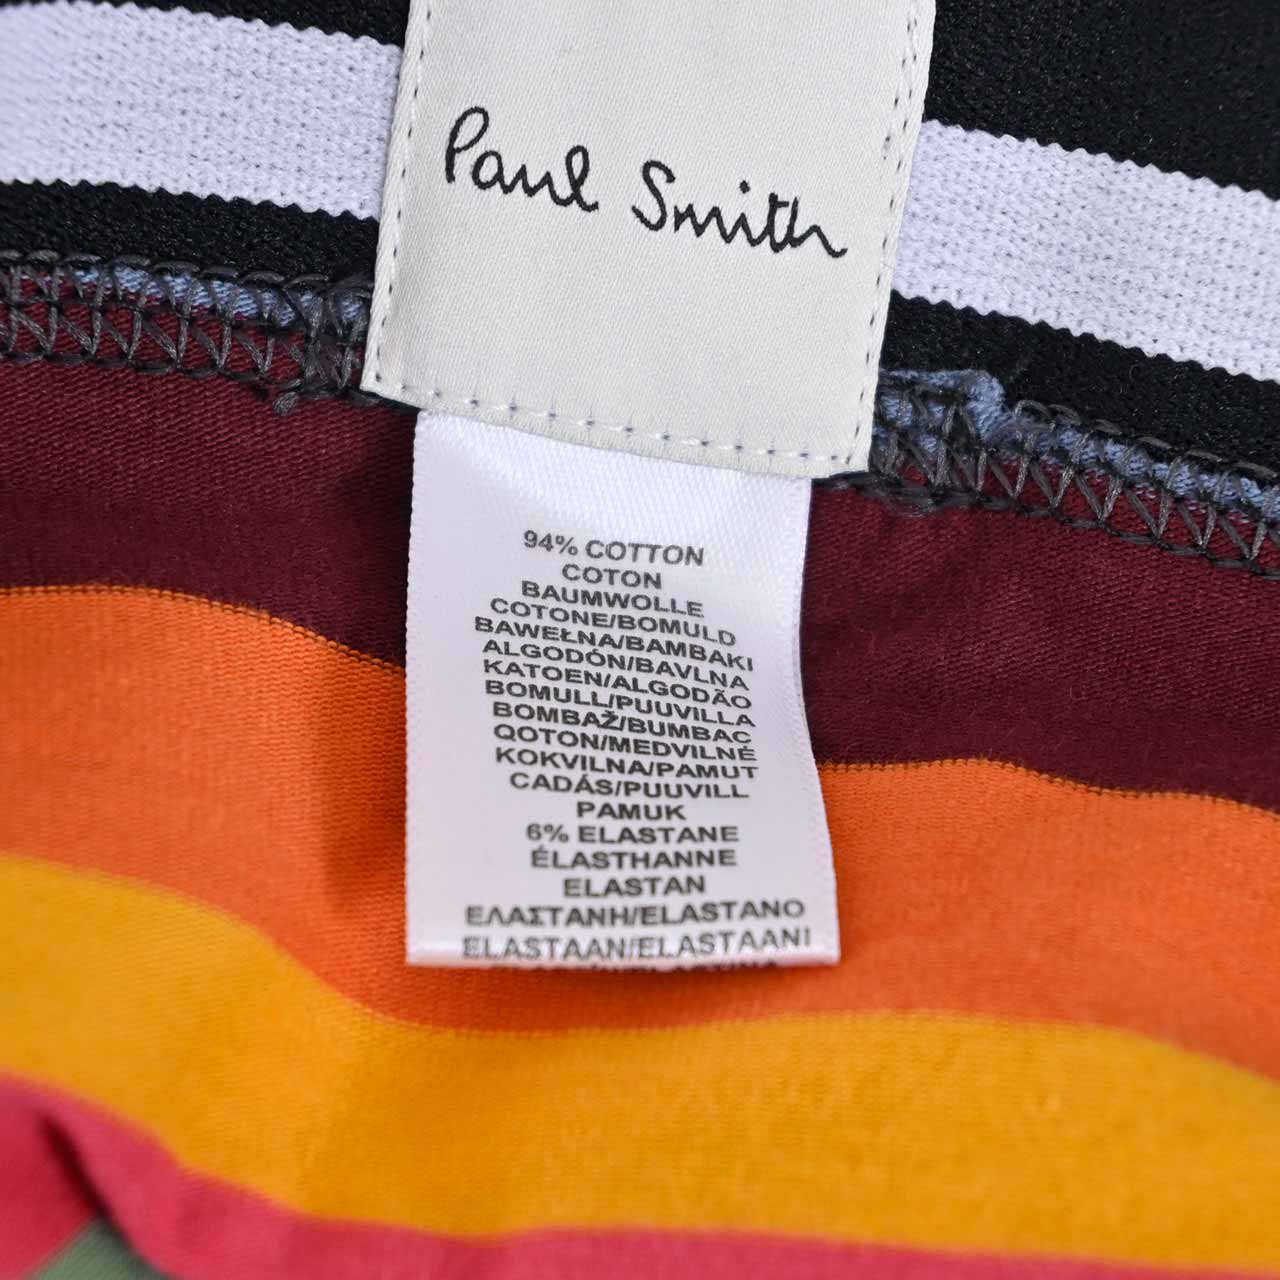 Paul Smith
94% COTTON
COTON
BAUMWOLLE
COTONE/BOMULD
BAWEŁNA/BAMBAKI
ALGODÓN/BAVLNA
KATOEN/ALGODÃO
BOMULL/PUUVILLA
BOMBAŽ/BUMBAC
QOTON/MEDVILNÉ
KOKVILNA/PAMUT
CADÁS/PUUVILL
PAMUK
6% ELASTANE
ÉLASTHANNE
ELASTAN
ΕΛΑΣΤΑΝΗ/ELASTANO
ELASTAAN/ELASTAANI